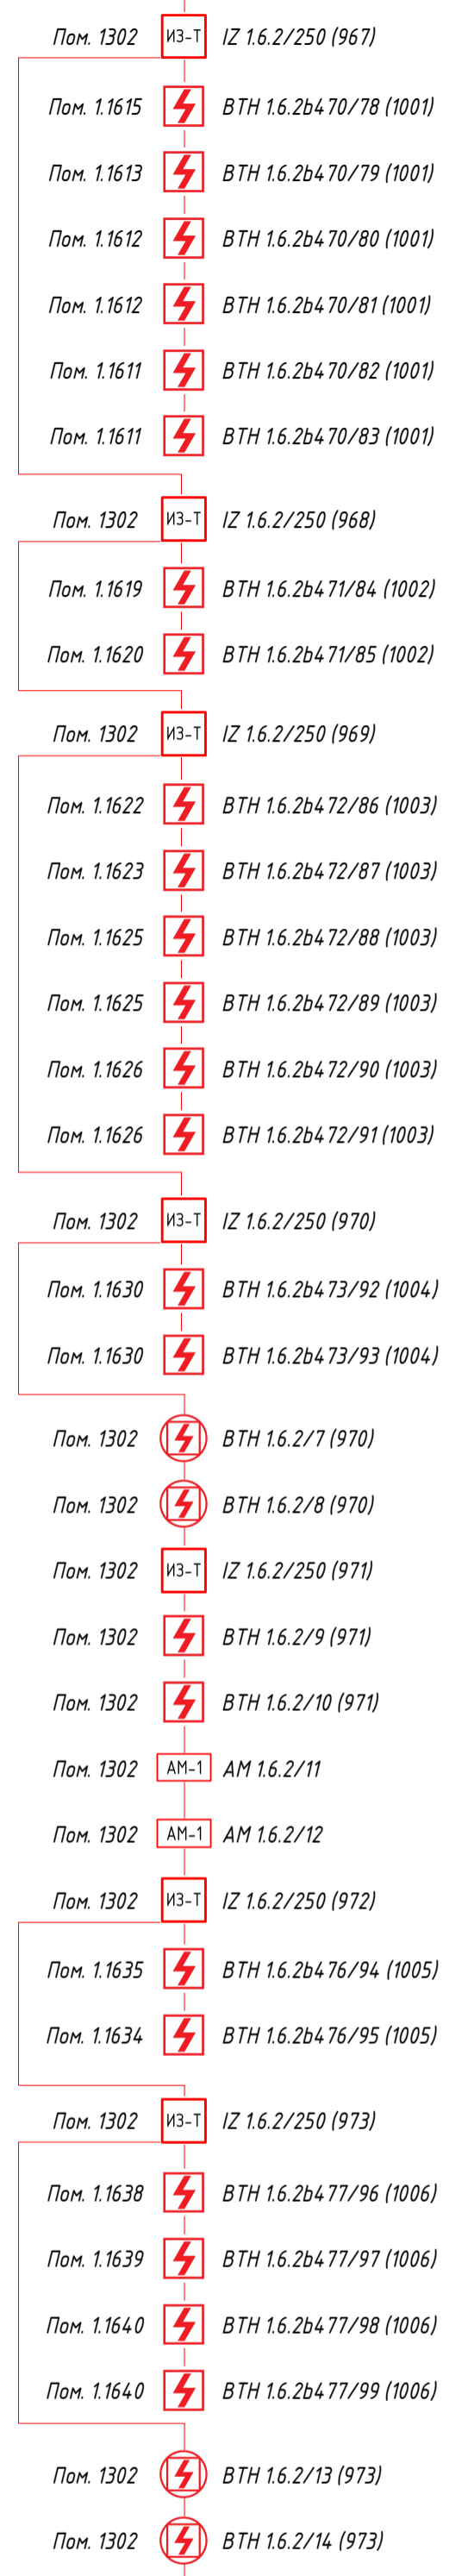 Пом. 1302 ИЗ-Т IZ 1.6.2/250 (967)
Пом. 1.1615 BTH 1.6.2b470/78 (1001)
Пом. 1.1613 BTH 1.6.2b470/79 (1001)
Пом. 1.1612 BTH 1.6.2b470/80 (1001)
Пом. 1.1612 BTH 1.6.2b470/81 (1001)
Пом. 1.1611 BTH 1.6.2b470/82 (1001)
Пом. 1.1611 BTH 1.6.2b470/83 (1001)
Пом. 1302 ИЗ-Т IZ 1.6.2/250 (968)
Пом. 1.1619 BTH 1.6.2b471/84 (1002)
Пом. 1.1620 BTH 1.6.2b471/85 (1002)
Пом. 1302 ИЗ-Т IZ 1.6.2/250 (969)
Пом. 1.1622 BTH 1.6.2b472/86 (1003)
Пом. 1.1623 BTH 1.6.2b472/87 (1003)
Пом. 1.1625 BTH 1.6.2b472/88 (1003)
Пом. 1.1625 BTH 1.6.2b472/89 (1003)
Пом. 1.1626 BTH 1.6.2b472/90 (1003)
Пом. 1.1626 BTH 1.6.2b472/91 (1003)
Пом. 1302 ИЗ-Т IZ 1.6.2/250 (970)
Пом. 1.1630 BTH 1.6.2b473/92 (1004)
Пом. 1.1630 BTH 1.6.2b473/93 (1004)
Пом. 1302 BTH 1.6.2/7 (970)
Пом. 1302 BTH 1.6.2/8 (970)
Пом. 1302 ИЗ-Т IZ 1.6.2/250 (971)
Пом. 1302 BTH 1.6.2/9 (971)
Пом. 1302 BTH 1.6.2/10 (971)
Пом. 1302 АМ-1 AM 1.6.2/11
Пом. 1302 АМ-1 AM 1.6.2/12
Пом. 1302 ИЗ-Т IZ 1.6.2/250 (972)
Пом. 1.1635 BTH 1.6.2b476/94 (1005)
Пом. 1.1634 BTH 1.6.2b476/95 (1005)
Пом. 1302 ИЗ-Т IZ 1.6.2/250 (973)
Пом. 1.1638 BTH 1.6.2b477/96 (1006)
Пом. 1.1639 BTH 1.6.2b477/97 (1006)
Пом. 1.1640 BTH 1.6.2b477/98 (1006)
Пом. 1.1640 BTH 1.6.2b477/99 (1006)
Пом. 1302 BTH 1.6.2/13 (973)
Пом. 1302 BTH 1.6.2/14 (973)